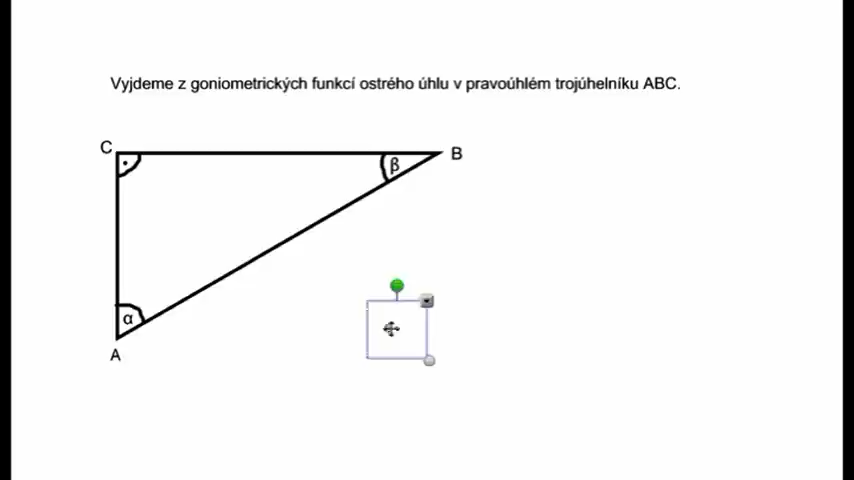 Vyjdeme z goniometrických funkcí ostrého úhlu v pravoúhlém trojúhelníku ABC.
C
B
β
α
A